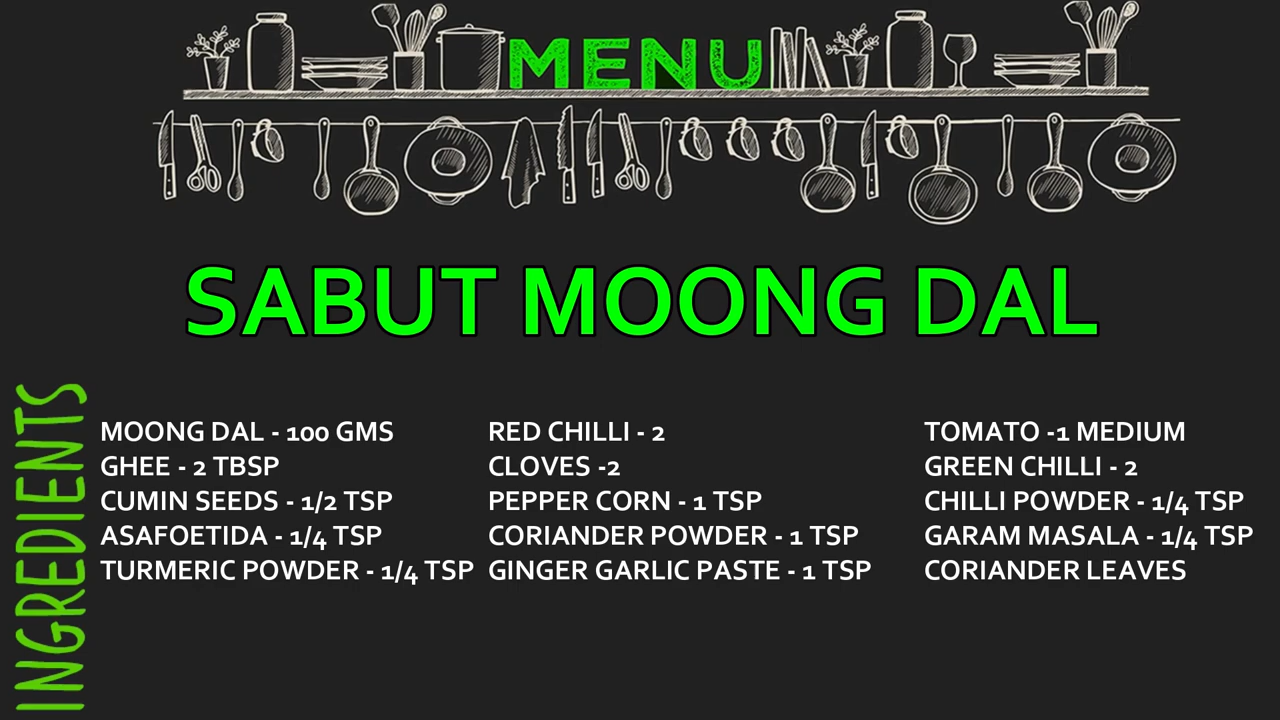 MENU
SABUT MOONG DAL
INGREDIENTS
MOONG DAL - 100 GMS
GHEE - 2 TBSP
CUMIN SEEDS - 1/2 TSP
ASAFOETIDA - 1/4 TSP
TURMERIC POWDER - 1/4 TSP
RED CHILLI - 2
CLOVES -2
PEPPER CORN - 1 TSP
CORIANDER POWDER - 1 TSP
GINGER GARLIC PASTE - 1 TSP
TOMATO -1 MEDIUM
GREEN CHILLI - 2
CHILLI POWDER - 1/4 TSP
GARAM MASALA - 1/4 TSP
CORIANDER LEAVES